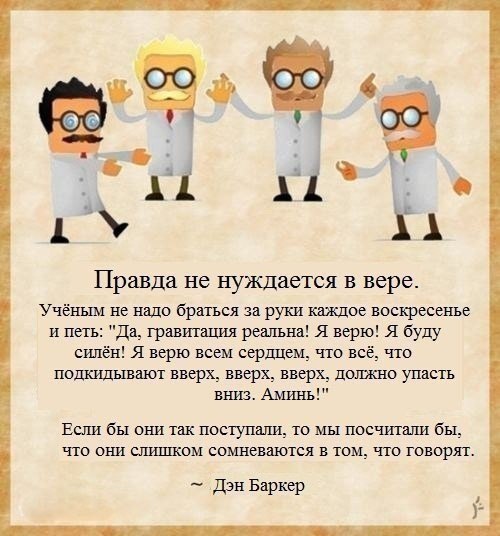 Правда не нуждается в вере.
Учёным не надо браться за руки каждое воскресенье
и петь: "Да, гравитация реальна! Я верю! Я буду
силён! Я верю всем сердцем, что всё, что
подкидывают вверх, вверх, вверх, должно упасть
вниз. Аминь!"
Если бы они так поступали, то мы посчитали бы,
что они слишком сомневаются в том, что говорят.
~ Дэн Баркер